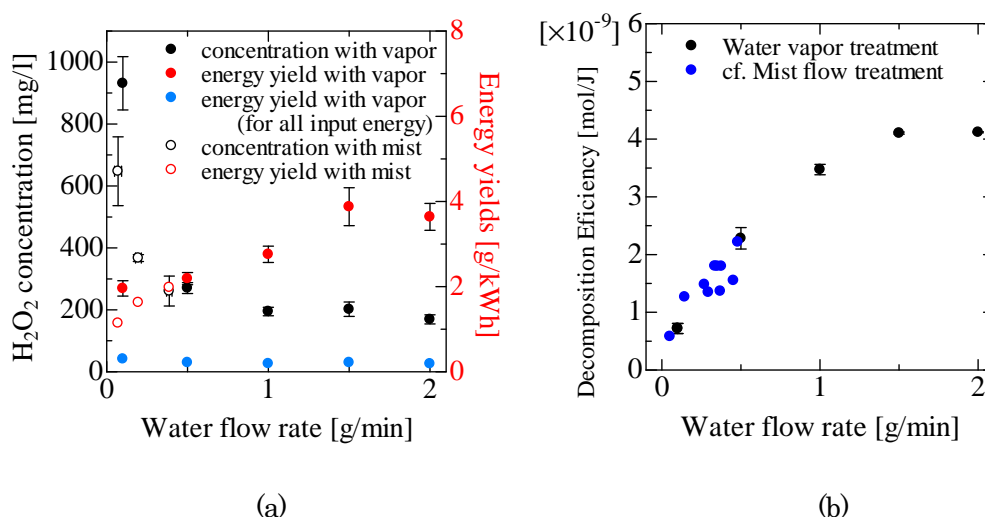 1000
800
600
400
200
0
H₂O₂ concentration [mg/l]
concentration with vapor
energy yield with vapor
energy yield with vapor
(for all input energy)
concentration with mist
energy yield with mist
8
6
4
2
0
Energy yields [g/kWh]
0 1 2
Water flow rate [g/min]
(a)
[×10⁻⁹]
6
5
4
3
2
1
0
Decomposition Eficiency [mol/J]
Water vapor treatment
cf. Mist flow treatment
0 1 2
Water flow rate [g/min]
(b)